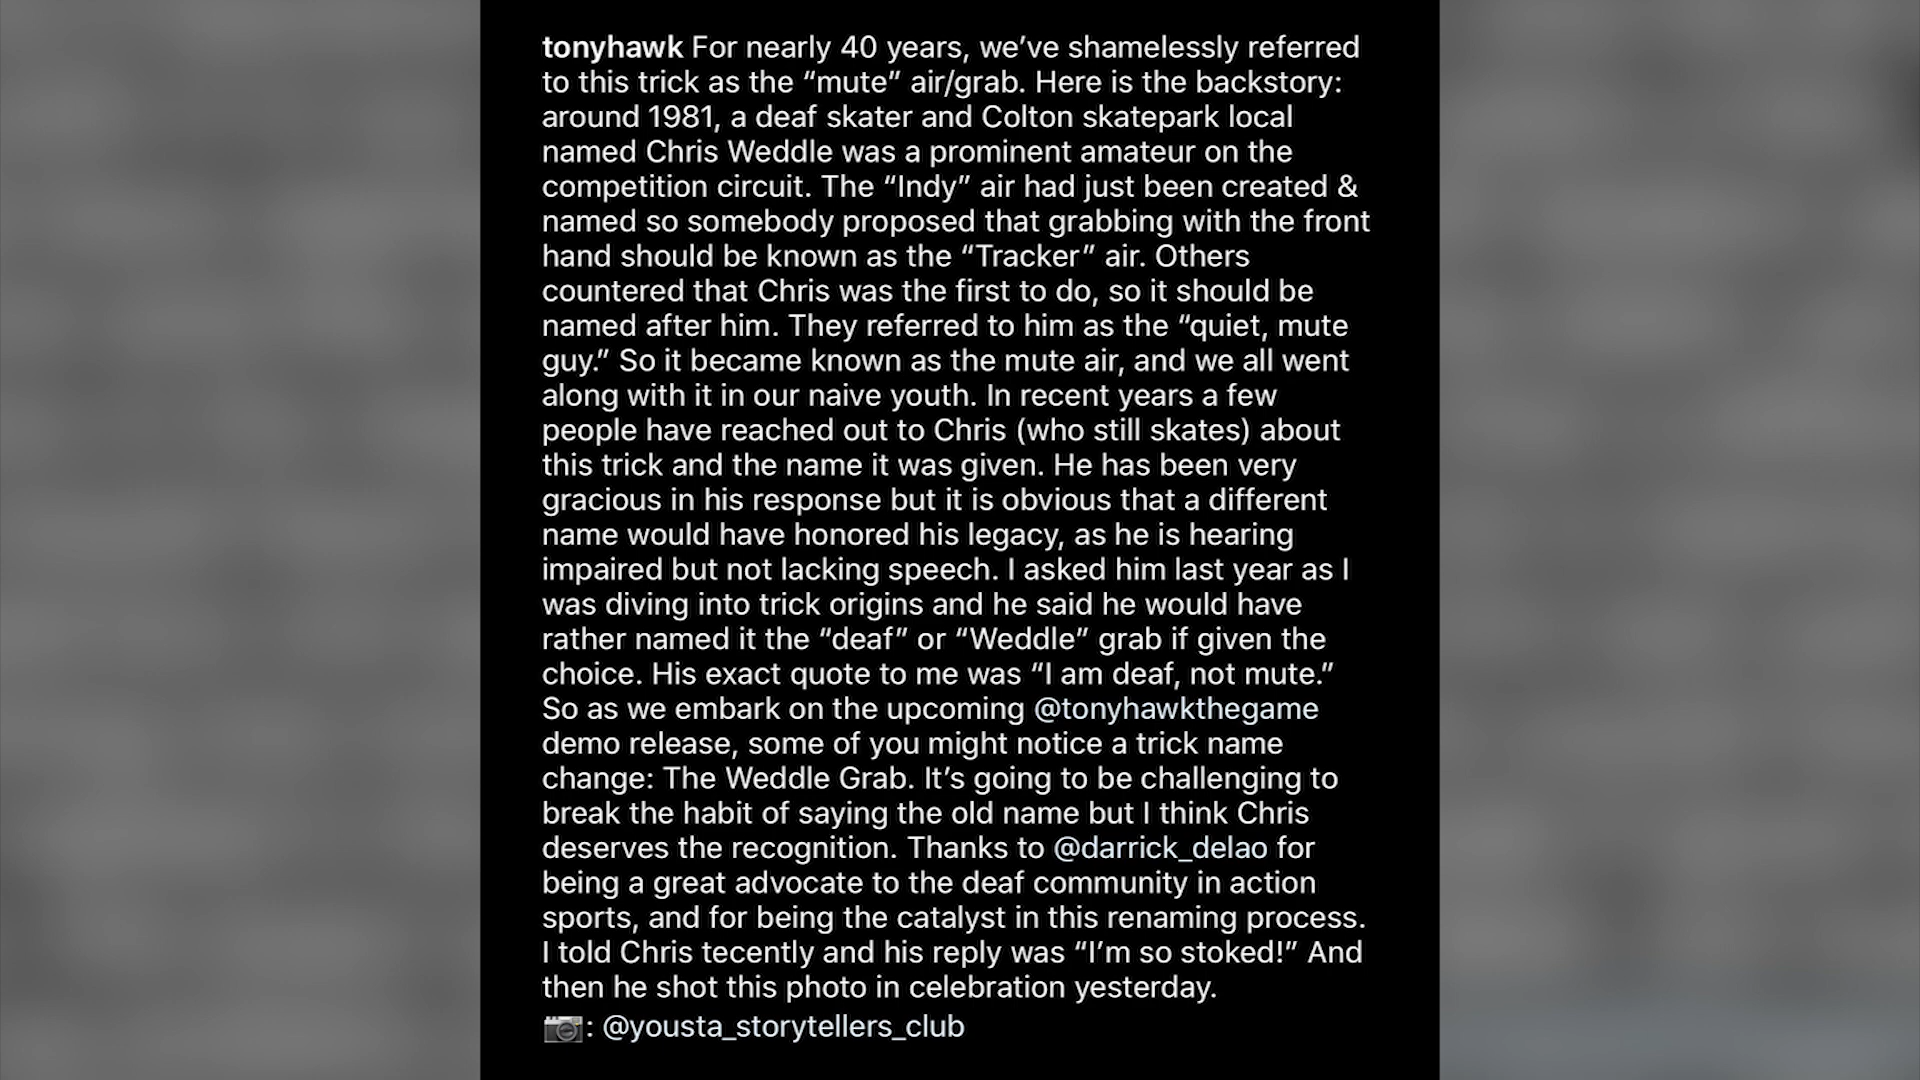 tonyhawk For nearly 40 years, we’ve shamelessly referred
to this trick as the “mute” air/grab. Here is the backstory:
around 1981, a deaf skater and Colton skatepark local
named Chris Weddle was a prominent amateur on the
competition circuit. The “Indy” air had just been created &
named so somebody proposed that grabbing with the front
hand should be known as the “Tracker” air. Others
countered that Chris was the first to do, so it should be
named after him. They referred to him as the “quiet, mute
guy.” So it became known as the mute air, and we all went
along with it in our naive youth. In recent years a few
people have reached out to Chris (who still skates) about
this trick and the name it was given. He has been very
gracious in his response but it is obvious that a different
name would have honored his legacy, as he is hearing
impaired but not lacking speech. I asked him last year as I
was diving into trick origins and he said he would have
rather named it the “deaf” or “Weddle” grab if given the
choice. His exact quote to me was “I am deaf, not mute.”
So as we embark on the upcoming @tonyhawkthegame
demo release, some of you might notice a trick name
change: The Weddle Grab. It’s going to be challenging to
break the habit of saying the old name but I think Chris
deserves the recognition. Thanks to @darrick_delao for
being a great advocate to the deaf community in action
sports, and for being the catalyst in this renaming process.
I told Chris tecently and his reply was “I’m so stoked!” And
then he shot this photo in celebration yesterday.
📷: @yousta_storytellers_club